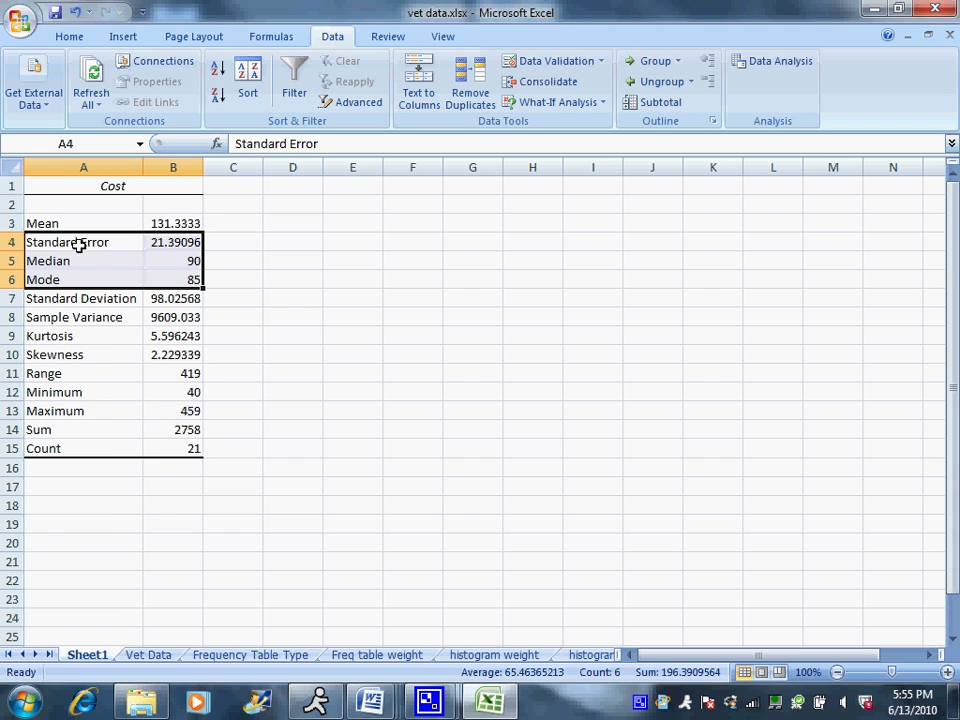 vet data.xlsx - Microsoft Excel
Home Insert Page Layout Formulas Data Review View
Get External Data
Refresh All
Connections
Properties
Edit Links
Connections
Sort
Filter
Clear
Reapply
Advanced
Sort & Filter
Text to Columns
Remove Duplicates
Data Validation
Consolidate
What-If Analysis
Data Tools
Group
Ungroup
Subtotal
Outline
Data Analysis
Analysis
A4 fx Standard Error
A B C D E F G H I J K L M N
1 Cost
2
3 Mean 131.3333
4 Standard Error 21.39096
5 Median 90
6 Mode 85
7 Standard Deviation 98.02568
8 Sample Variance 9609.033
9 Kurtosis 5.596243
10 Skewness 2.229339
11 Range 419
12 Minimum 40
13 Maximum 459
14 Sum 2758
15 Count 21
16
17
18
19
20
21
22
23
24
25
Sheet1 Vet Data Frequency Table Type Freq table weight histogram weight histogran
Ready Average: 65.46365213 Count: 6 Sum: 196.3909564 100%
5:55 PM
6/13/2010